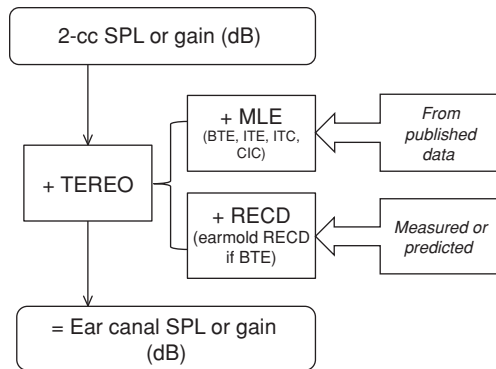 2-cc SPL or gain (dB)
+ MLE
(BTE, ITE, ITC,
CIC)
From
published
data
+ TEREO
+ RECD
(earmold RECD
if BTE)
Measured or
predicted
= Ear canal SPL or gain
(dB)